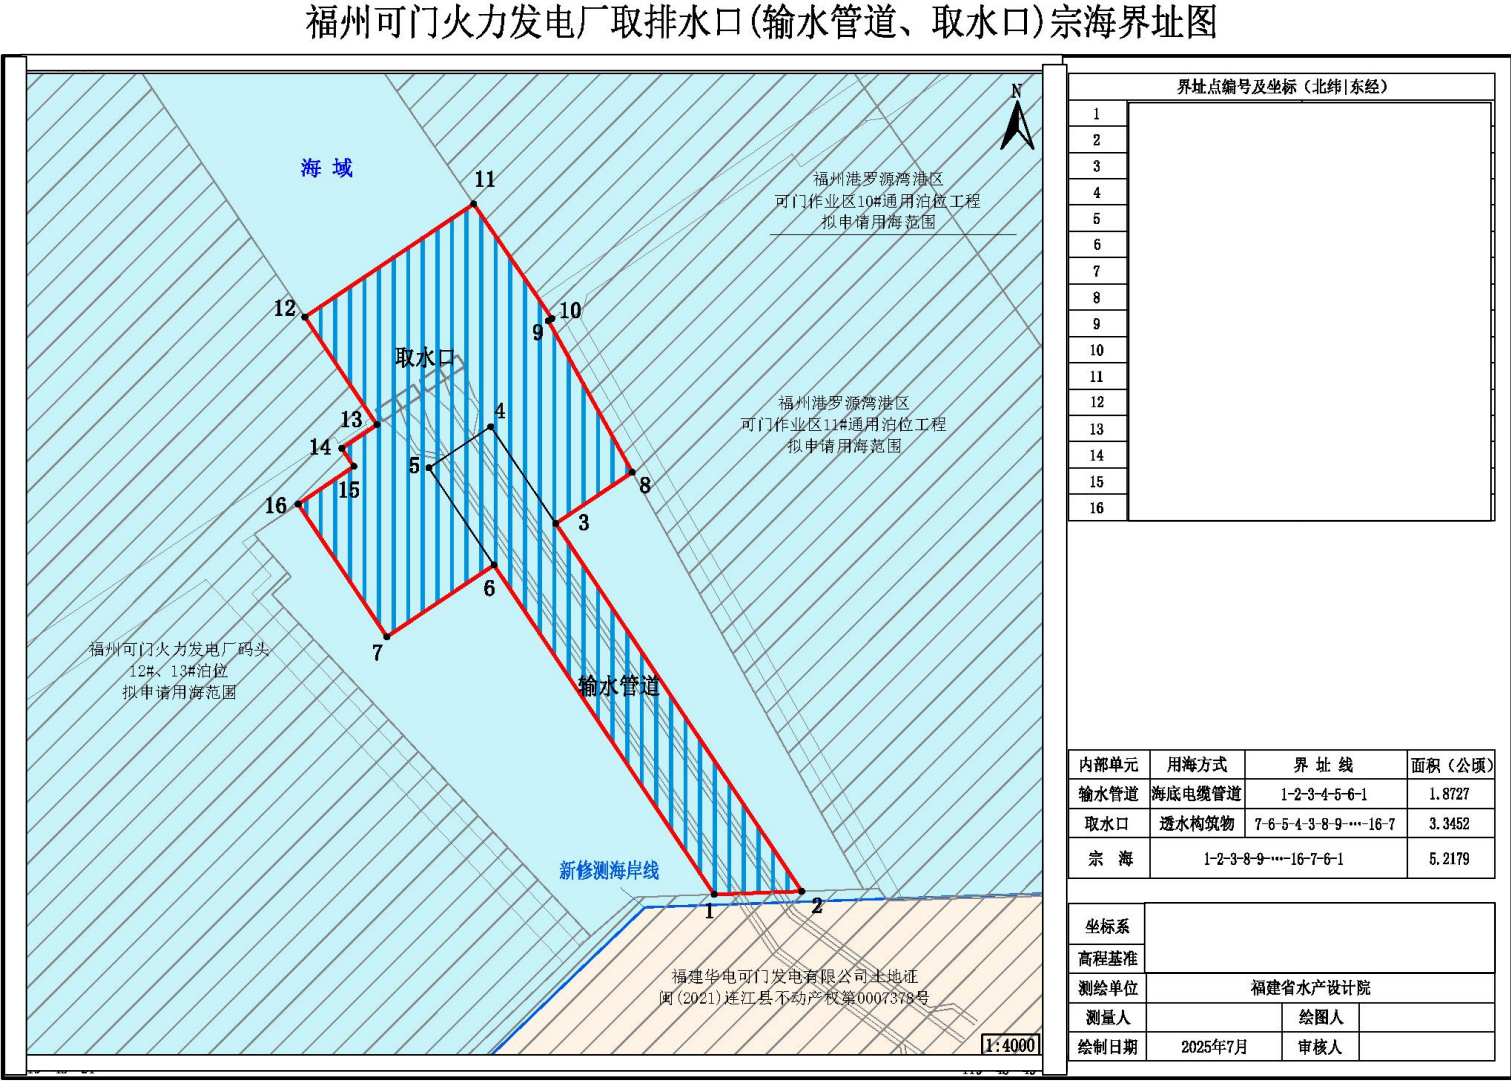 福州可门火力发电厂取排水口(输水管道、取水口)宗海界址图
N
海 域
福州港罗源湾港区
可门作业区10#通用泊位工程
拟申请用海范围
11
12
10
9
取水口
福州港罗源湾港区
可门作业区11#通用泊位工程
拟申请用海范围
13
4
14
5
15
8
16
3
6
7
福州可门火力发电厂码头
12#、13#泊位
拟申请用海范围
输水管道
新修测海岸线
1
2
福建华电可门发电有限公司土地证
闽(2021)连江县不动产权第0007378号
1:4000
界址点编号及坐标（北纬|东经）
1
2
3
4
5
6
7
8
9
10
11
12
13
14
15
16
内部单元 用海方式 界 址 线 面积（公顷）
输水管道 海底电缆管道 1-2-3-4-5-6-1 1.8727
取水口 透水构筑物 7-6-5-4-3-8-9-…-16-7 3.3452
宗 海 1-2-3-8-9-…-16-7-6-1 5.2179
坐标系
高程基准
测绘单位 福建省水产设计院
测量人 绘图人
绘制日期 2025年7月 审核人